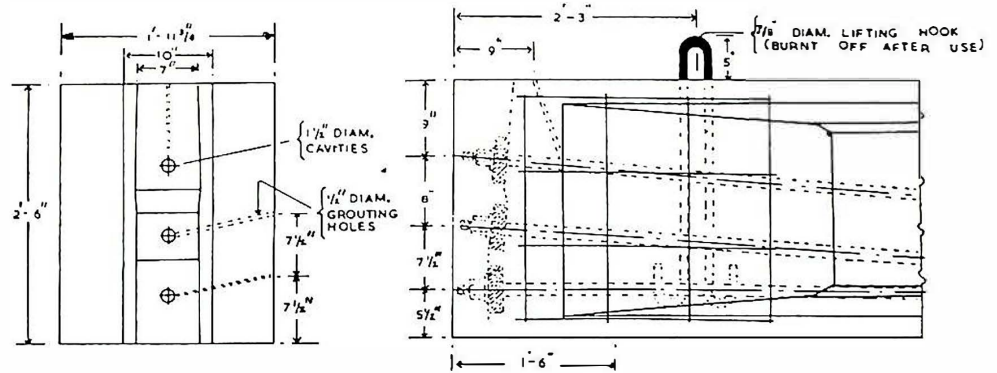 1'- 11 3/4"
10"
7"
2'- 6"
1 1/2" DIAM.
CAVITIES
1/2" DIAM.
GROUTING
HOLES
7 1/2"
7 1/2"
2'- 3"
9"
7/8" DIAM. LIFTING HOOK
(BURNT OFF AFTER USE)
5"
9"
8"
7 1/2"
5 1/2"
1'- 6"